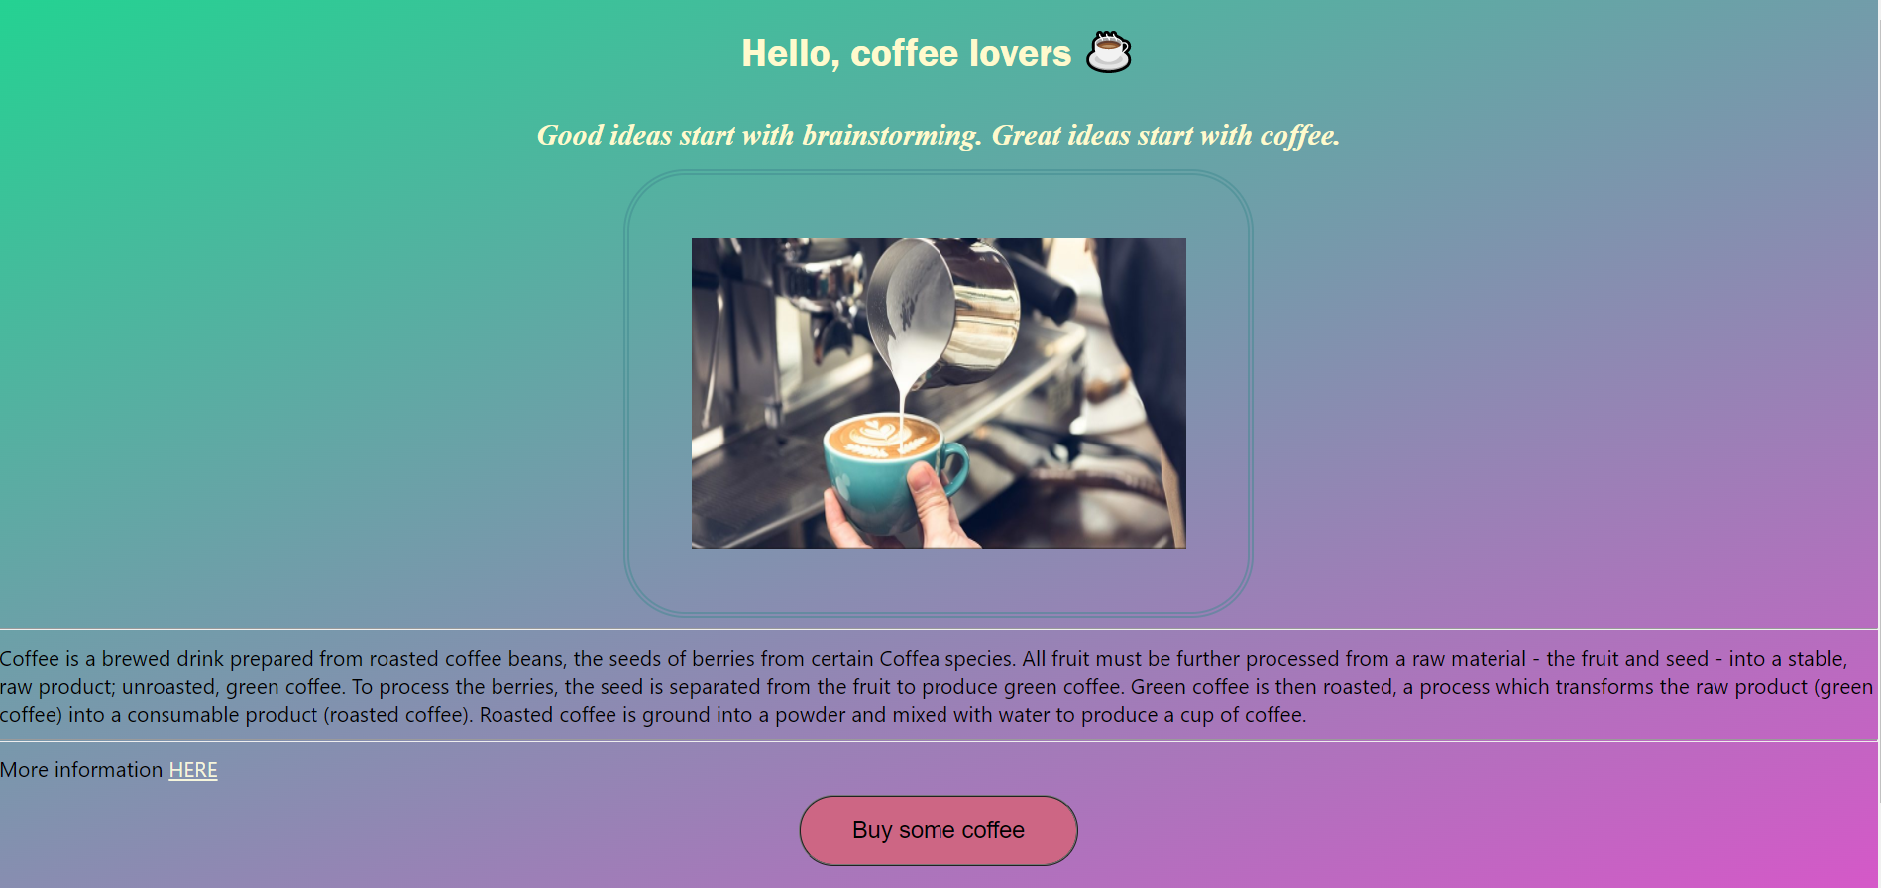 Hello, coffee lovers ☕
Good ideas start with brainstorming. Great ideas start with coffee.
Coffee is a brewed drink prepared from roasted coffee beans, the seeds of berries from certain Coffea species. All fruit must be further processed from a raw material - the fruit and seed - into a stable,
raw product; unroasted, green coffee. To process the berries, the seed is separated from the fruit to produce green coffee. Green coffee is then roasted, a process which transforms the raw product (green
coffee) into a consumable product (roasted coffee). Roasted coffee is ground into a powder and mixed with water to produce a cup of coffee.
More information HERE
Buy some coffee